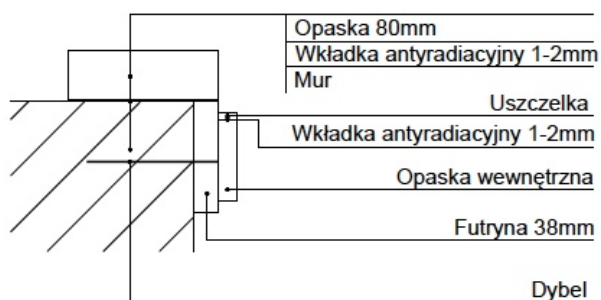 Opaska 80mm
Wkładka antyradiacyjny 1-2mm
Mur
Uszczelka
Wkładka antyradiacyjny 1-2mm
Opaska wewnętrzna
Futryna 38mm
Dybel